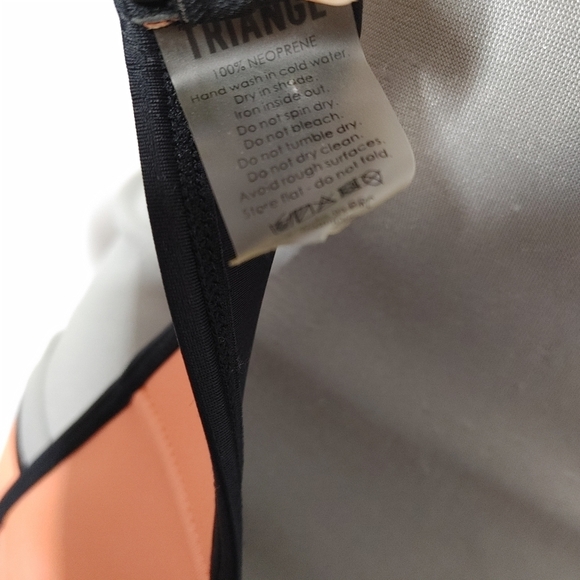 TRIANGL
100% NEOPRENE
Hand wash in cold water.
Dry in shade.
Iron inside out.
Do not spin dry.
Do not bleach.
Do not tumble dry.
Do not dry clean.
Avoid rough surfaces.
Store flat - do not fold.